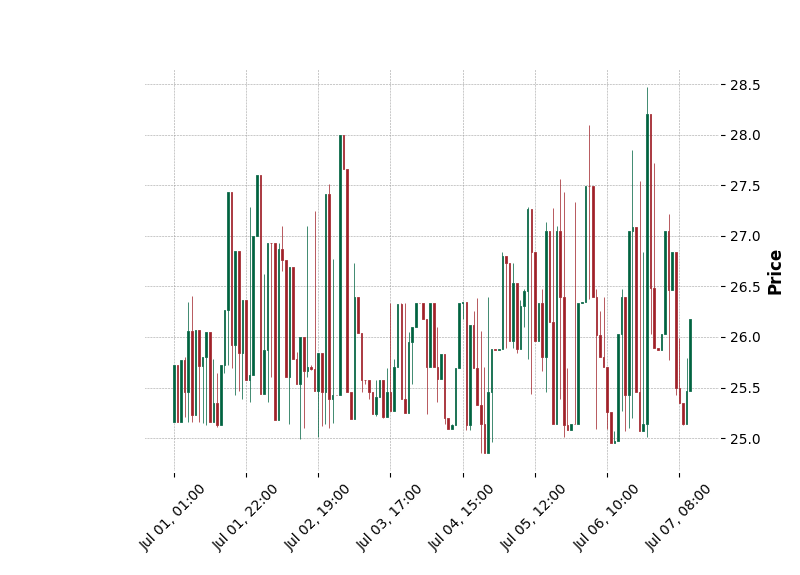 28.5
28.0
27.5
27.0
26.5
26.0
25.5
25.0
Price
Jul 01, 01:00
Jul 01, 22:00
Jul 02, 19:00
Jul 03, 17:00
Jul 04, 15:00
Jul 05, 12:00
Jul 06, 10:00
Jul 07, 08:00